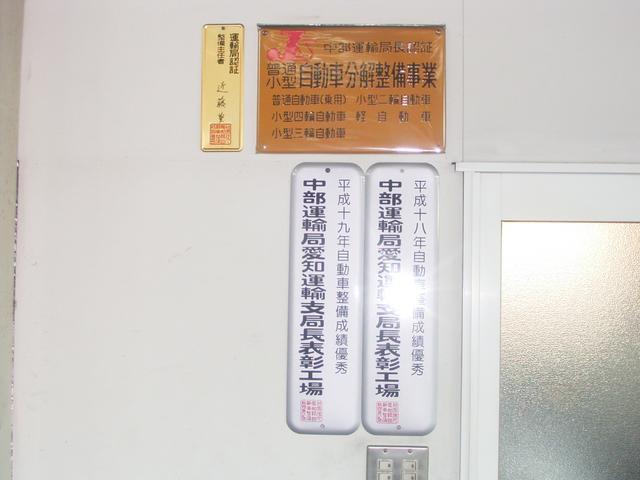 運輸局認証
整備主任者
近藤
中部運輸局長認証
普通
小型
自動車分解整備事業
普通自動車(乗用) 小型二輪自動車
小型四輪自動車 軽自動車
小型三輪自動車
平成十八年自動車整備成績優秀
中部運輸局愛知運輸支局長表彰工場
平成十九年自動車整備成績優秀
中部運輸局愛知運輸支局長表彰工場